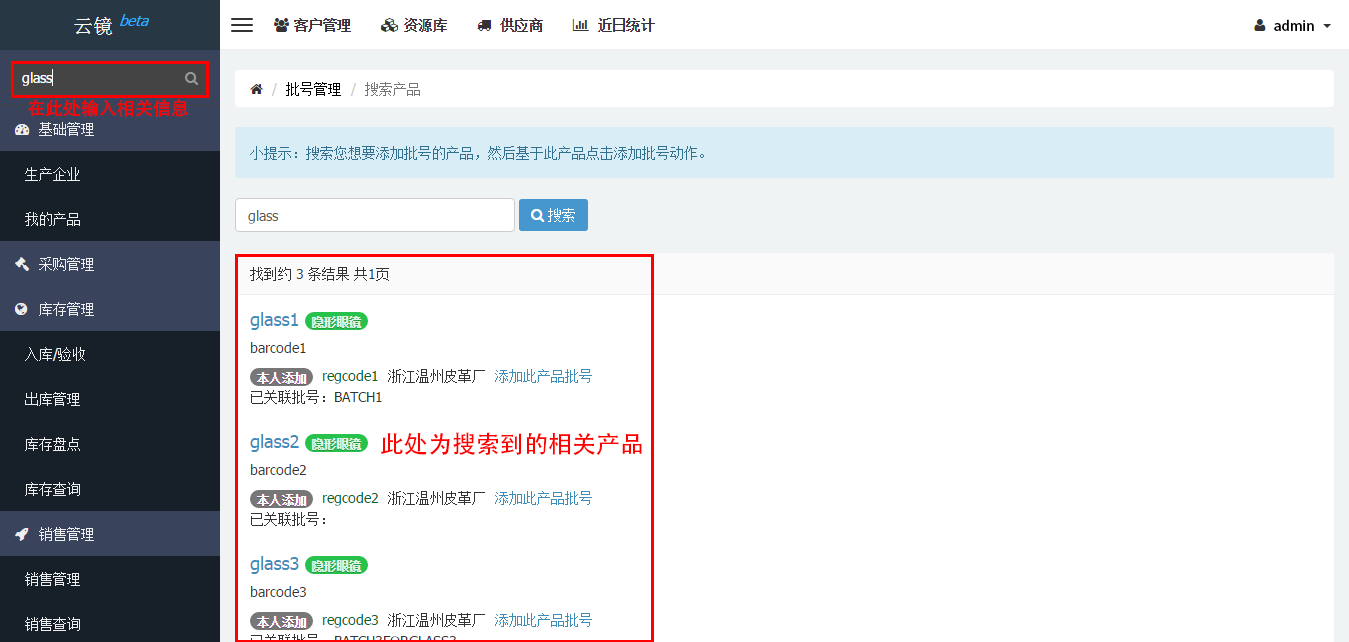 云镜 beta
客户管理 资源库 供应商 近日统计 admin
glass
在此处输入相关信息
基础管理
生产企业
我的产品
采购管理
库存管理
入库/验收
出库管理
库存盘点
库存查询
销售管理
销售管理
销售查询
/ 批号管理 / 搜索产品
小提示：搜索您想要添加批号的产品，然后基于此产品点击添加批号动作。
glass 搜索
找到约 3 条结果 共1页
glass1 隐形眼镜
barcode1
本人添加 regcode1 浙江温州皮革厂 添加此产品批号
已关联批号：BATCH1
glass2 隐形眼镜 此处为搜索到的相关产品
barcode2
本人添加 regcode2 浙江温州皮革厂 添加此产品批号
已关联批号：
glass3 隐形眼镜
barcode3
本人添加 regcode3 浙江温州皮革厂 添加此产品批号
已关联批号：